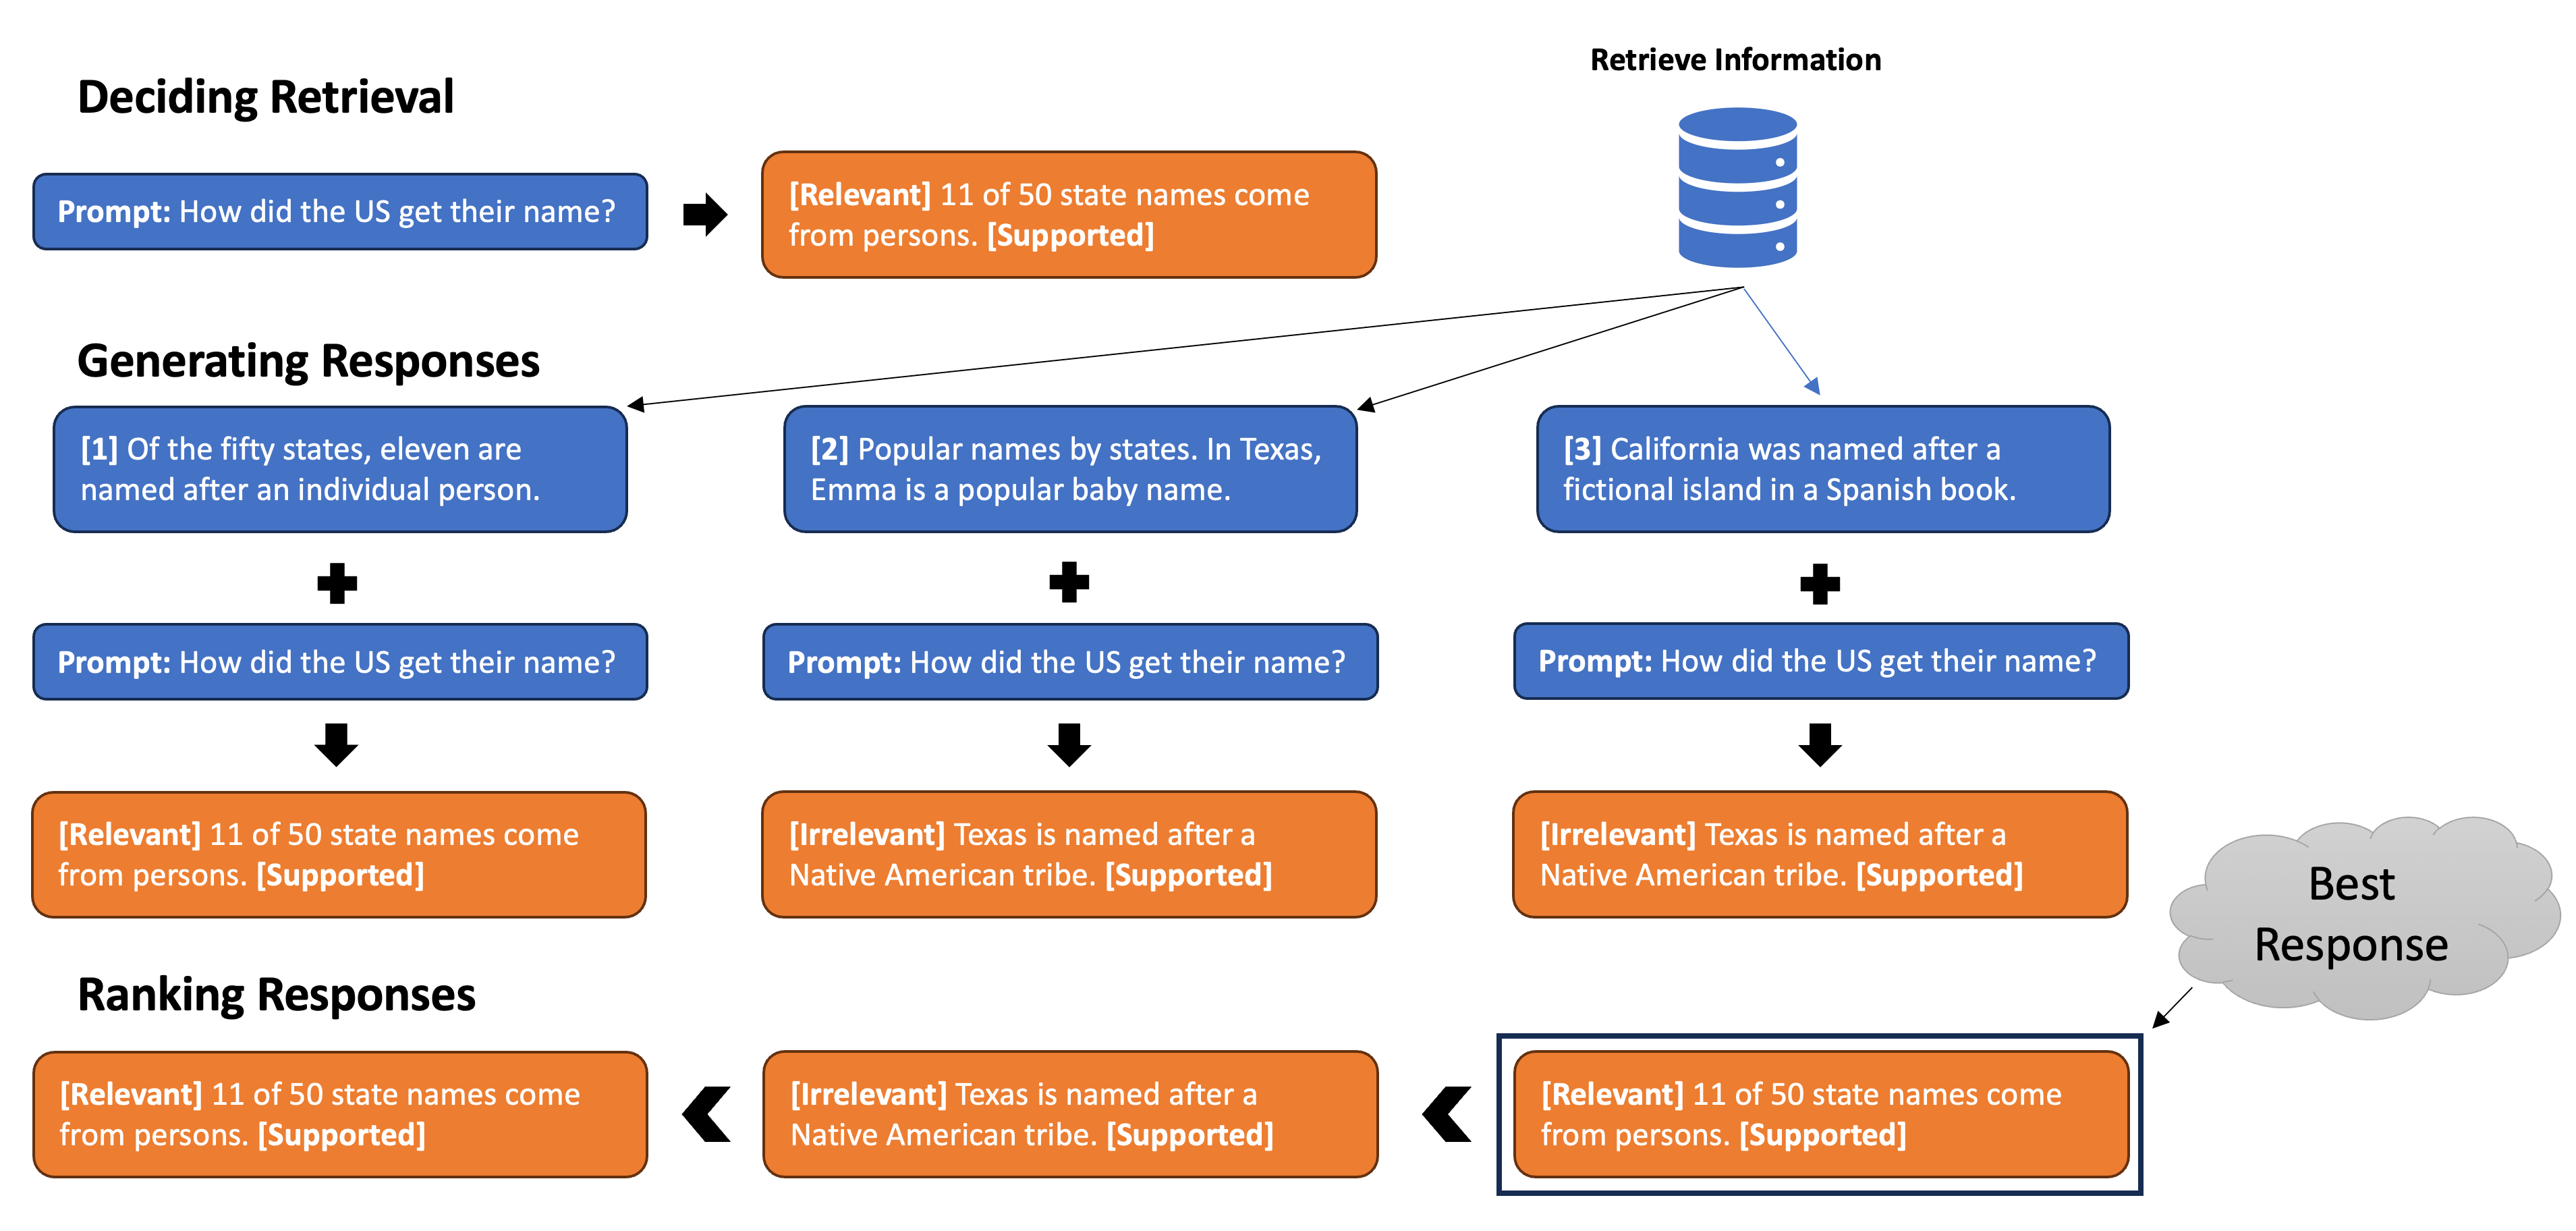 Retrieve Information
Deciding Retrieval
Prompt: How did the US get their name?
[Relevant] 11 of 50 state names come
from persons. [Supported]
Generating Responses
[1] Of the fifty states, eleven are
named after an individual person.
[2] Popular names by states. In Texas,
Emma is a popular baby name.
[3] California was named after a
fictional island in a Spanish book.
Prompt: How did the US get their name?
Prompt: How did the US get their name?
Prompt: How did the US get their name?
[Relevant] 11 of 50 state names come
from persons. [Supported]
[Irrelevant] Texas is named after a
Native American tribe. [Supported]
[Irrelevant] Texas is named after a
Native American tribe. [Supported]
Best
Response
Ranking Responses
[Relevant] 11 of 50 state names come
from persons. [Supported]
[Irrelevant] Texas is named after a
Native American tribe. [Supported]
[Relevant] 11 of 50 state names come
from persons. [Supported]